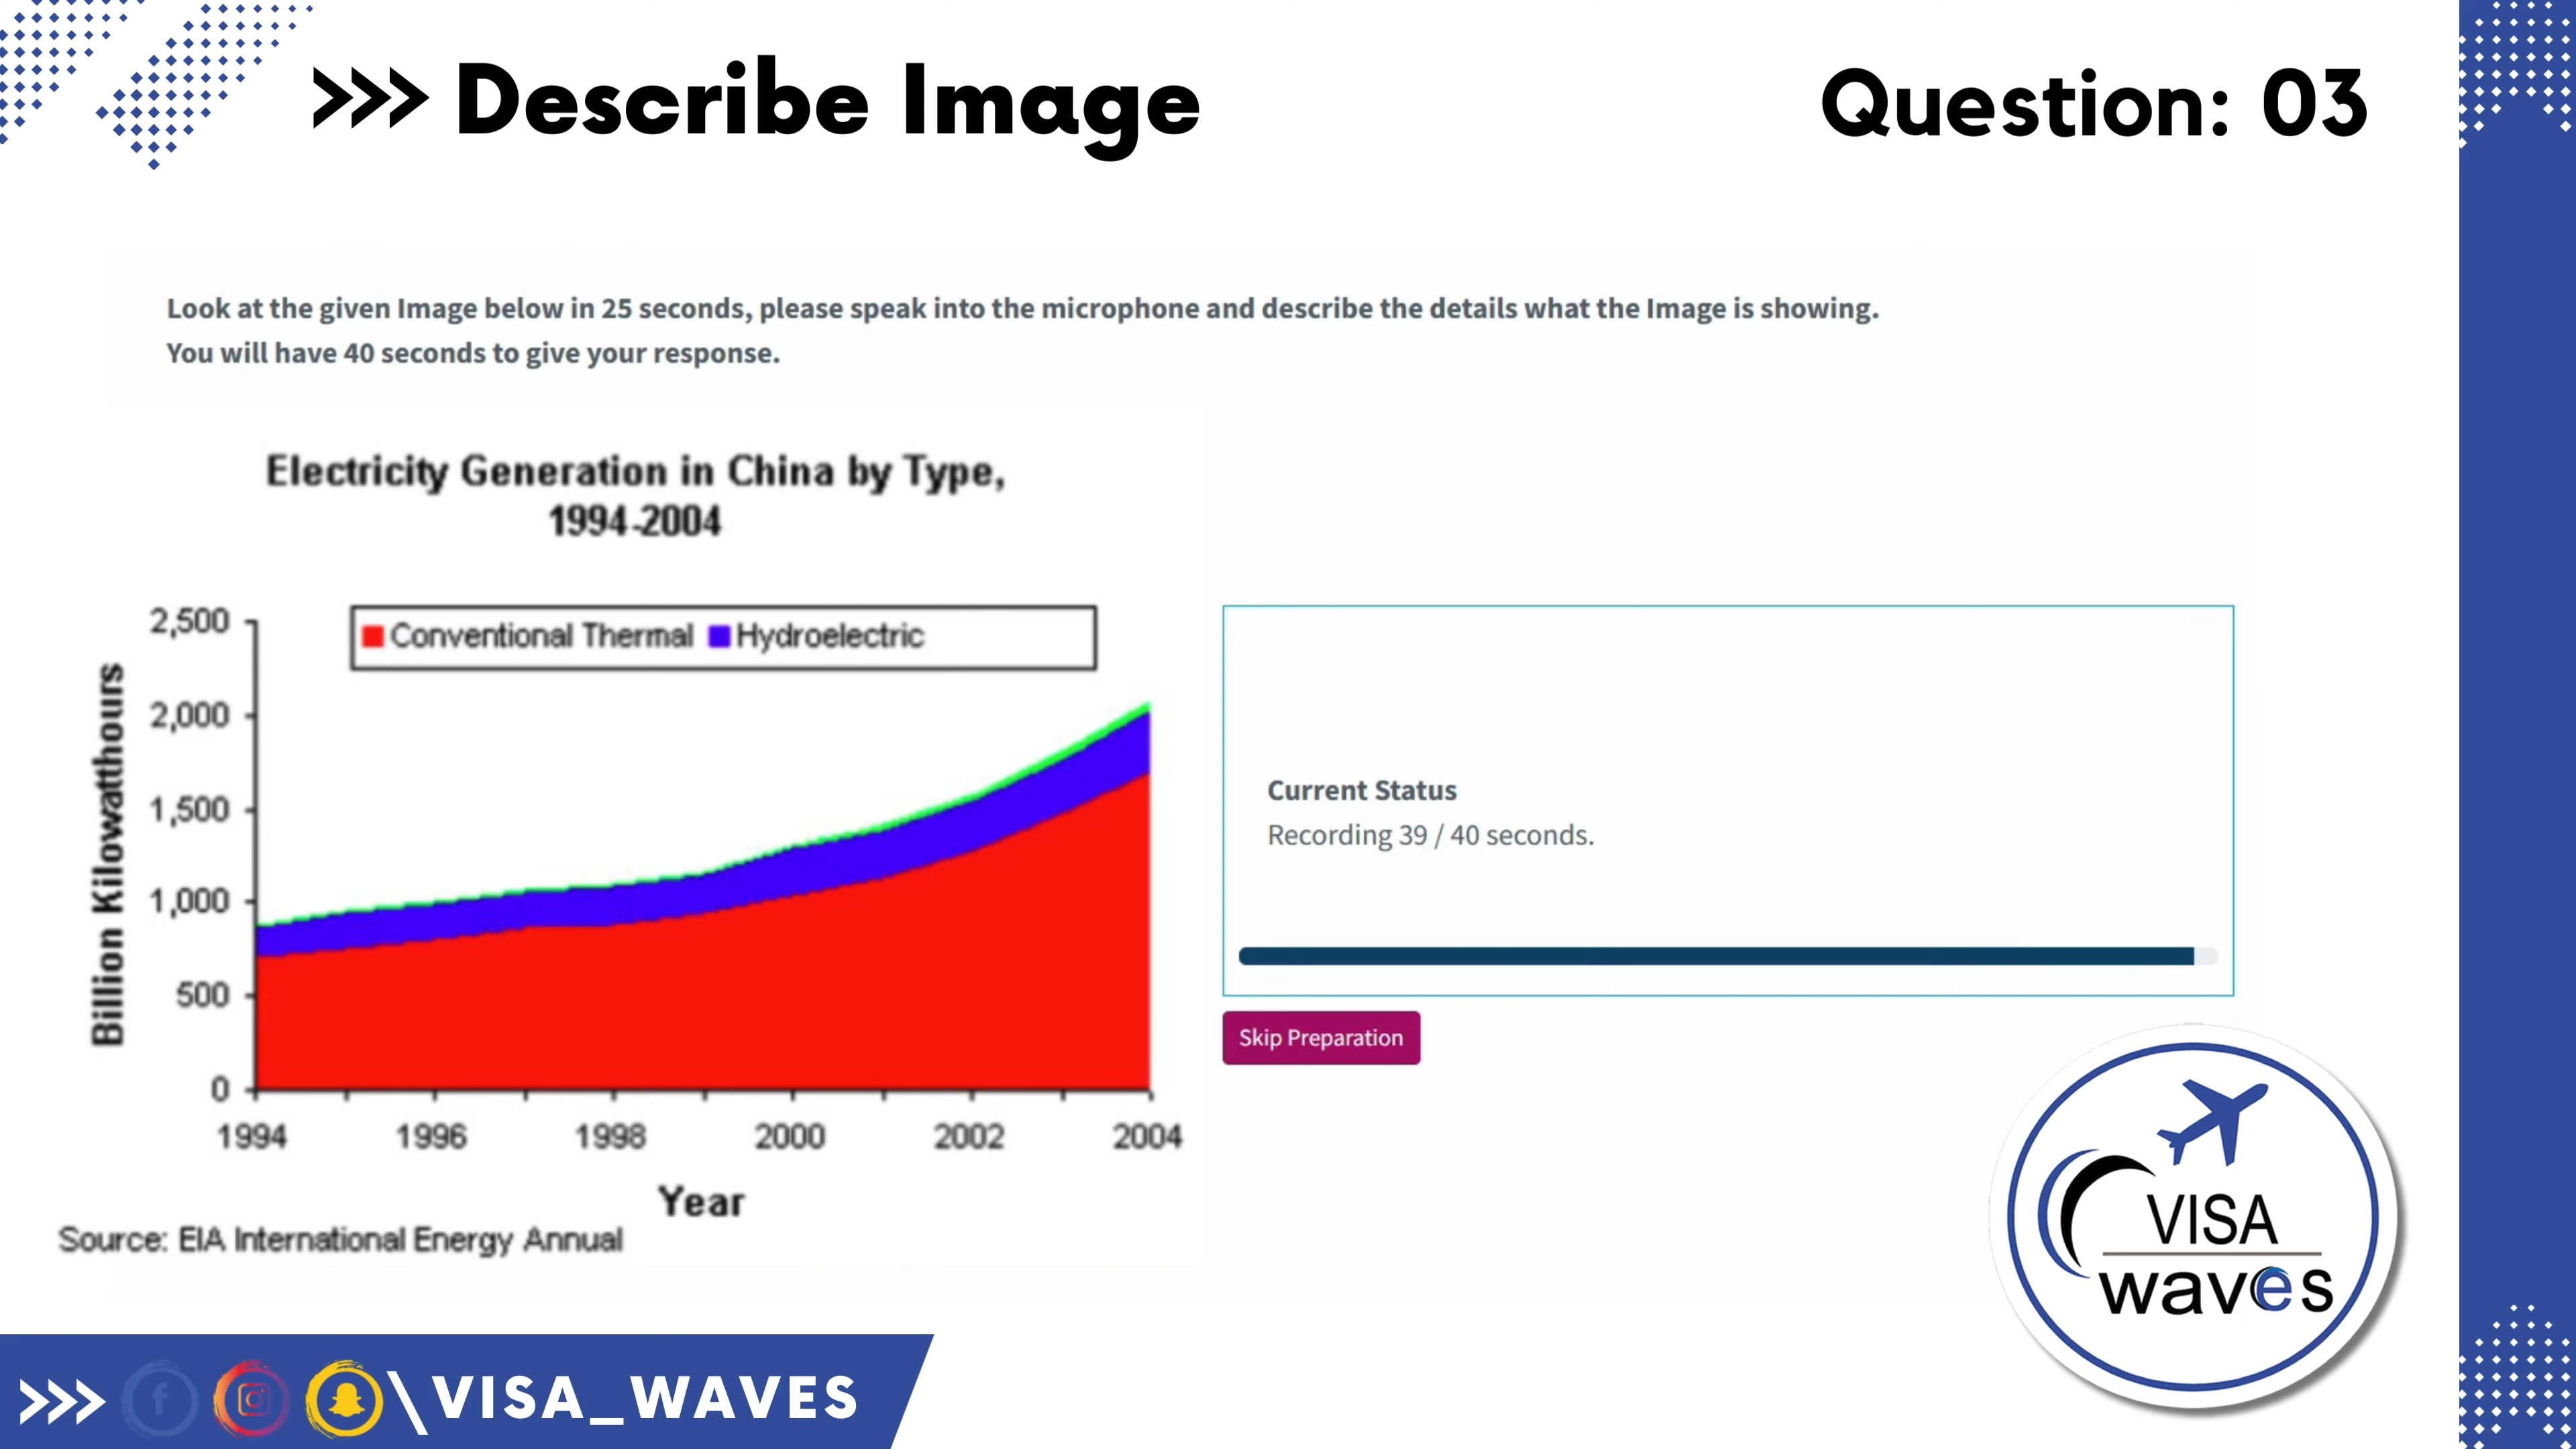 >>> Describe Image
Question: 03
Look at the given Image below in 25 seconds, please speak into the microphone and describe the details what the Image is showing.
You will have 40 seconds to give your response.
Electricity Generation in China by Type,
1994-2004
Conventional Thermal Hydroelectric
Billion Kilowatthours
2,500
2,000
1,500
1,000
500
0
1994 1996 1998 2000 2002 2004
Year
Source: EIA International Energy Annual
Current Status
Recording 39 / 40 seconds.
Skip Preparation
VISA
waves
>>> \VISA_WAVES